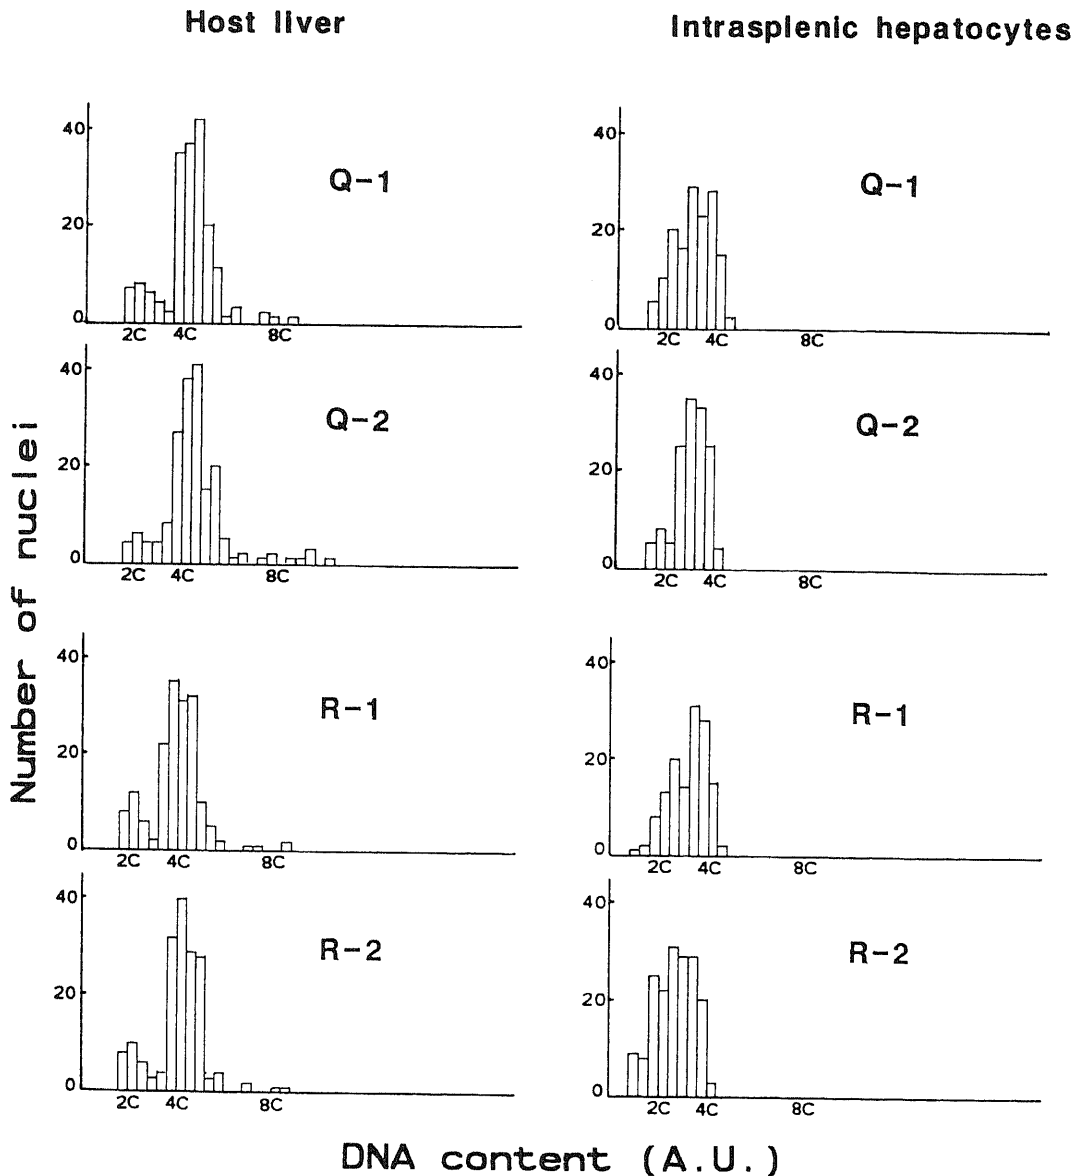 Host liver
Intrasplenic hepatocytes
Number of nuclei
40
20
0
Q-1
2C 4C 8C
40
20
0
Q-1
2C 4C 8C
40
20
0
Q-2
2C 4C 8C
40
20
0
Q-2
2C 4C 8C
40
20
0
R-1
2C 4C 8C
40
20
0
R-1
2C 4C 8C
40
20
0
R-2
2C 4C 8C
40
20
0
R-2
2C 4C 8C
DNA content (A.U.)